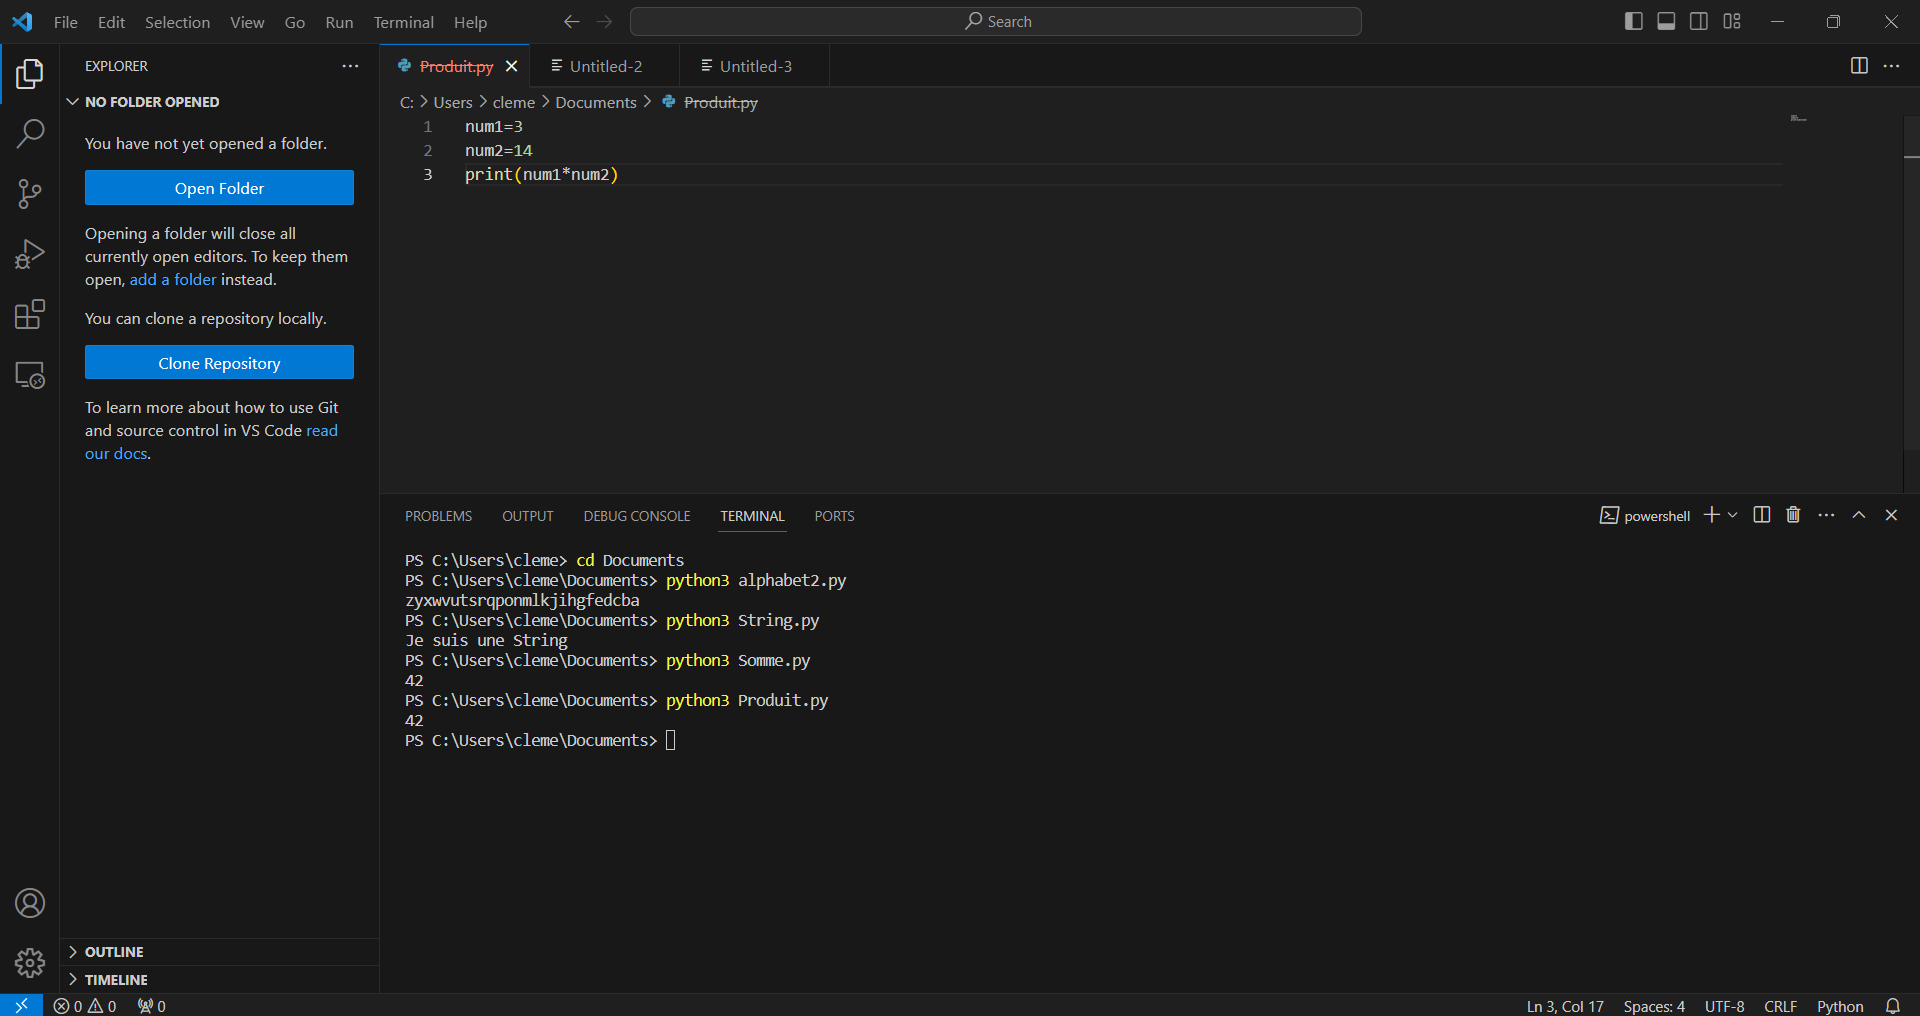 File Edit Selection View Go Run Terminal Help
Search
EXPLORER
NO FOLDER OPENED
You have not yet opened a folder.
Open Folder
Opening a folder will close all
currently open editors. To keep them
open, add a folder instead.
You can clone a repository locally.
Clone Repository
To learn more about how to use Git
and source control in VS Code read
our docs.
OUTLINE
TIMELINE
Produit.py Untitled-2 Untitled-3
C: > Users > cleme > Documents > Produit.py
1 num1=3
2 num2=14
3 print(num1*num2)
PROBLEMS OUTPUT DEBUG CONSOLE TERMINAL PORTS
powershell
PS C:\Users\cleme> cd Documents
PS C:\Users\cleme\Documents> python3 alphabet2.py
zyxwvutsrqponmlkjihgfedcba
PS C:\Users\cleme\Documents> python3 String.py
Je suis une String
PS C:\Users\cleme\Documents> python3 Somme.py
42
PS C:\Users\cleme\Documents> python3 Produit.py
42
PS C:\Users\cleme\Documents>
0 0 0
Ln 3, Col 17 Spaces: 4 UTF-8 CRLF Python